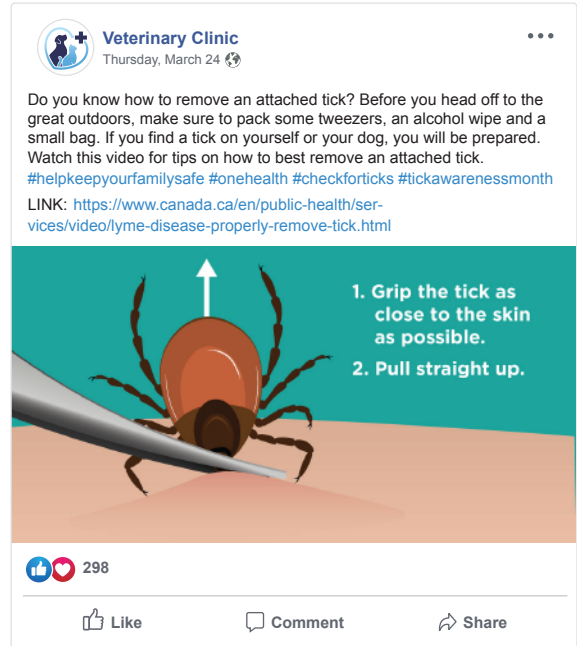 Veterinary Clinic
Thursday, March 24
Do you know how to remove an attached tick? Before you head off to the
great outdoors, make sure to pack some tweezers, an alcohol wipe and a
small bag. If you find a tick on yourself or your dog, you will be prepared.
Watch this video for tips on how to best remove an attached tick.
#helpkeepyourfamilysafe #onehealth #checkforticks #tickawarenessmonth
LINK: https://www.canada.ca/en/public-health/ser-
vices/video/lyme-disease-properly-remove-tick.html
1. Grip the tick as
close to the skin
as possible.
2. Pull straight up.
298
Like Comment Share